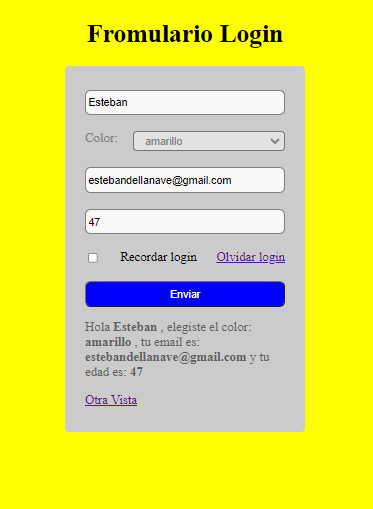 Fromulario Login
Esteban
Color: amarillo
estebandellanave@gmail.com
47
Recordar login Olvidar login
Enviar
Hola Esteban , elegiste el color:
amarillo , tu email es:
estebandellanave@gmail.com y tu
edad es: 47
Otra Vista